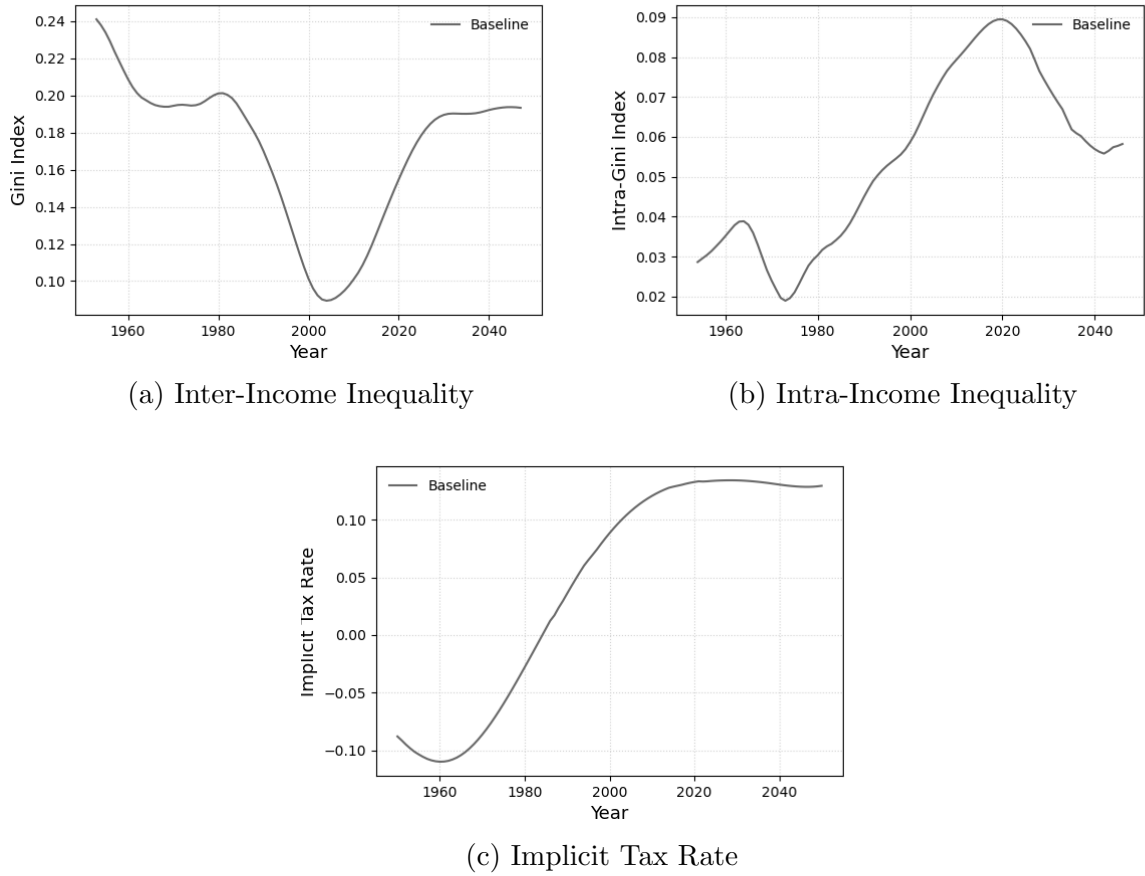 0.24
0.22
0.20
0.18
0.16
0.14
0.12
0.10
Gini Index
Baseline
1960 1980 2000 2020 2040
Year
(a) Inter-Income Inequality
0.09
0.08
0.07
0.06
0.05
0.04
0.03
0.02
Intra-Gini Index
Baseline
1960 1980 2000 2020 2040
Year
(b) Intra-Income Inequality
0.10
0.05
0.00
−0.05
−0.10
Implicit Tax Rate
Baseline
1960 1980 2000 2020 2040
Year
(c) Implicit Tax Rate